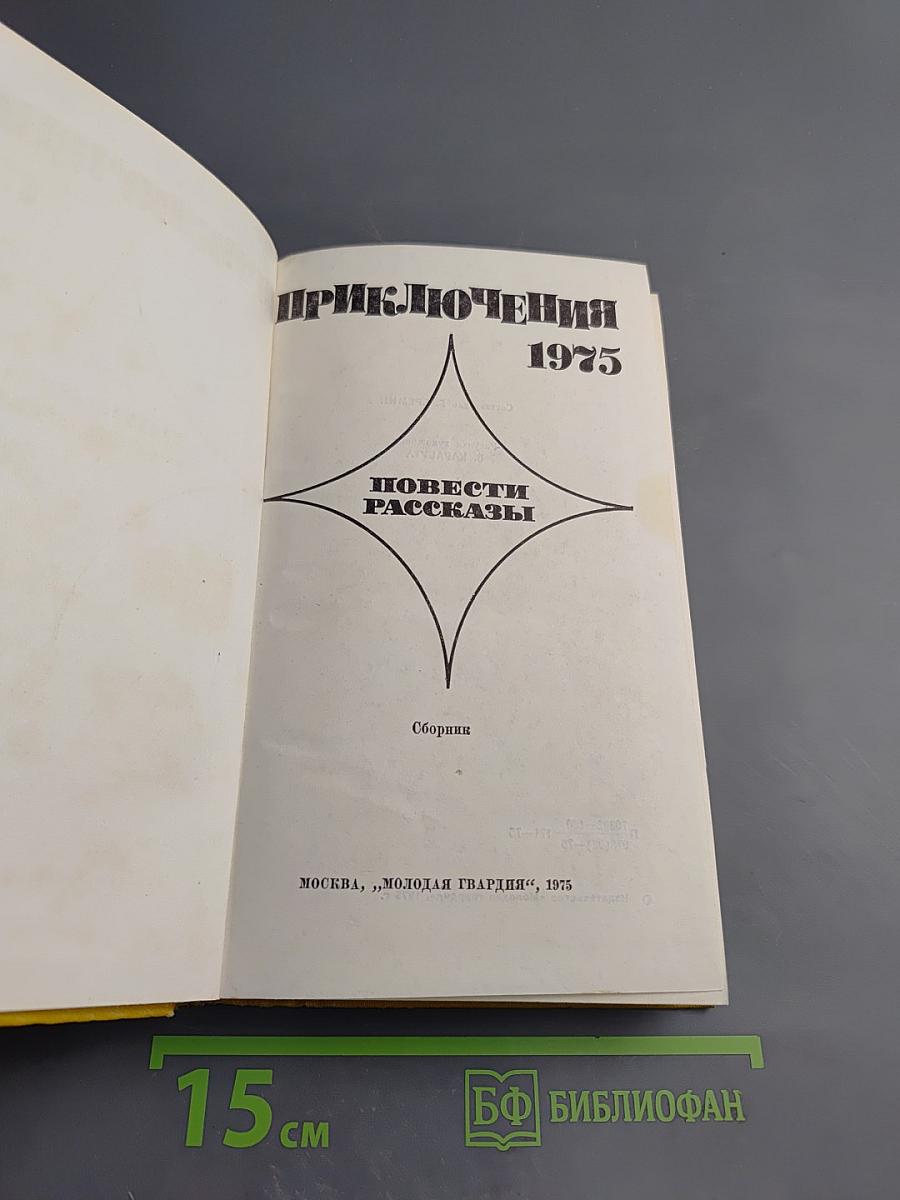 ПРИКЛЮЧЕНИЯ
1975
ПОВЕСТИ
РАССКАЗЫ
Сборник
МОСКВА, „МОЛОДАЯ ГВАРДИЯ“, 1975
15 см
БФ БИБЛИОФАН